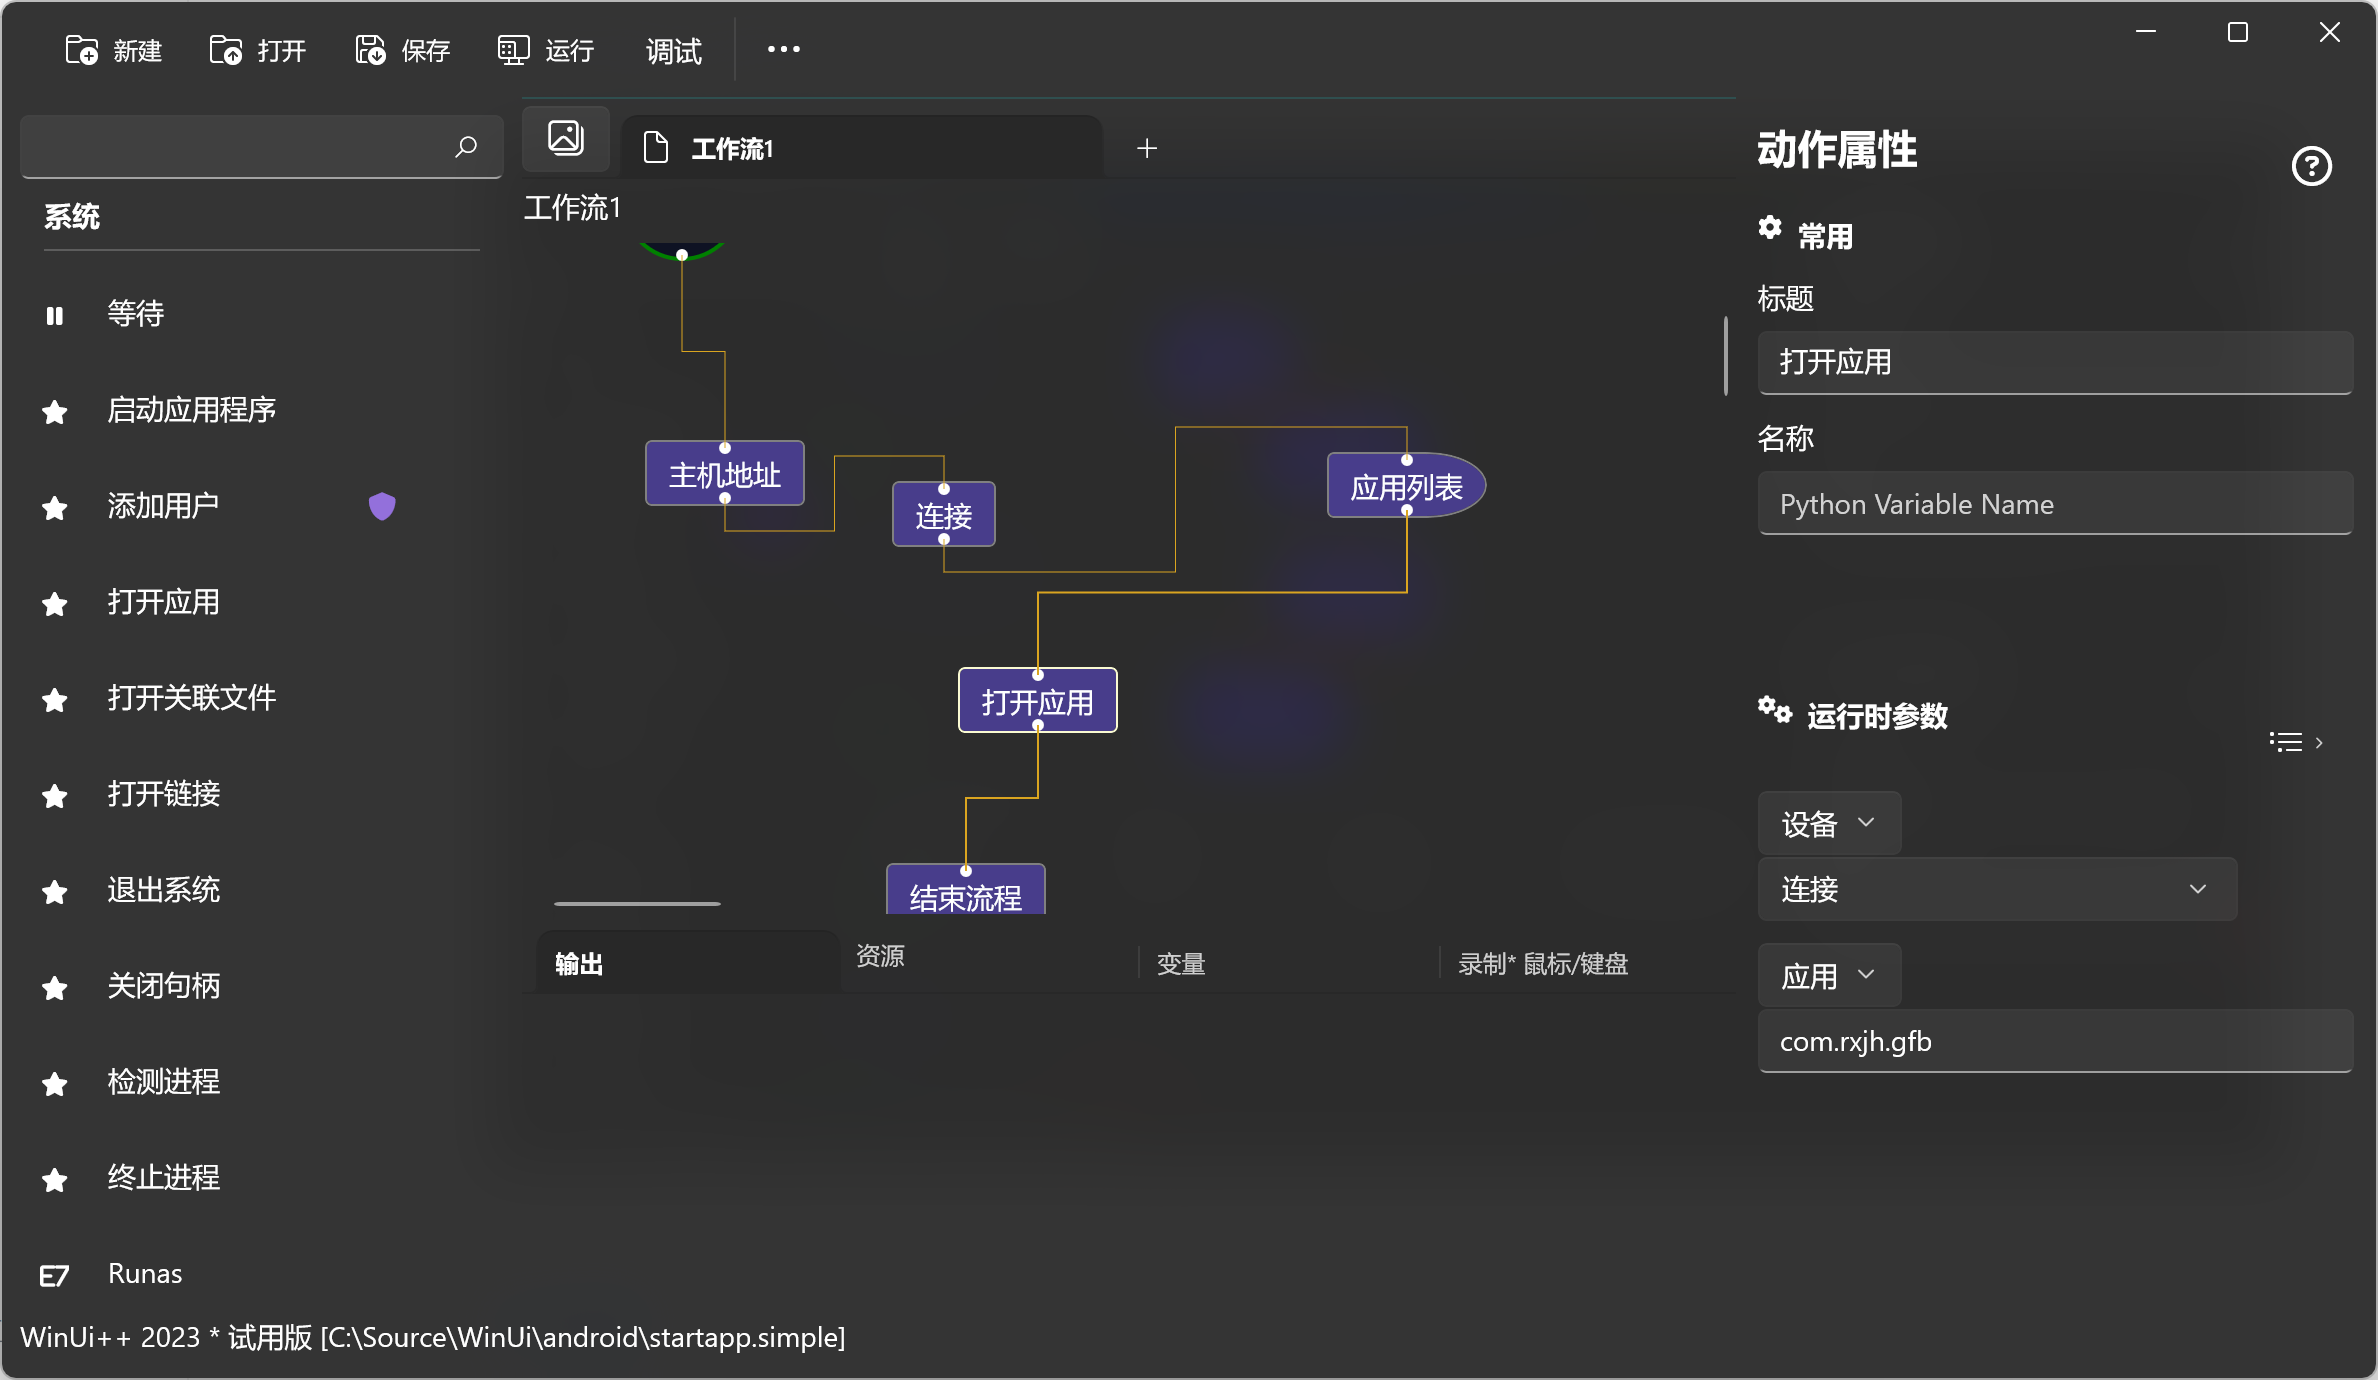 新建
打开
保存
运行
调试
系统
等待
启动应用程序
添加用户
打开应用
打开关联文件
打开链接
退出系统
关闭句柄
检测进程
终止进程
Runas
工作流1
工作流1
主机地址
连接
应用列表
打开应用
结束流程
输出
资源
变量
录制* 鼠标/键盘
动作属性
常用
标题
打开应用
名称
Python Variable Name
运行时参数
设备
连接
应用
com.rxjh.gfb
WinUi++ 2023 * 试用版 [C:\Source\WinUi\android\startapp.simple]